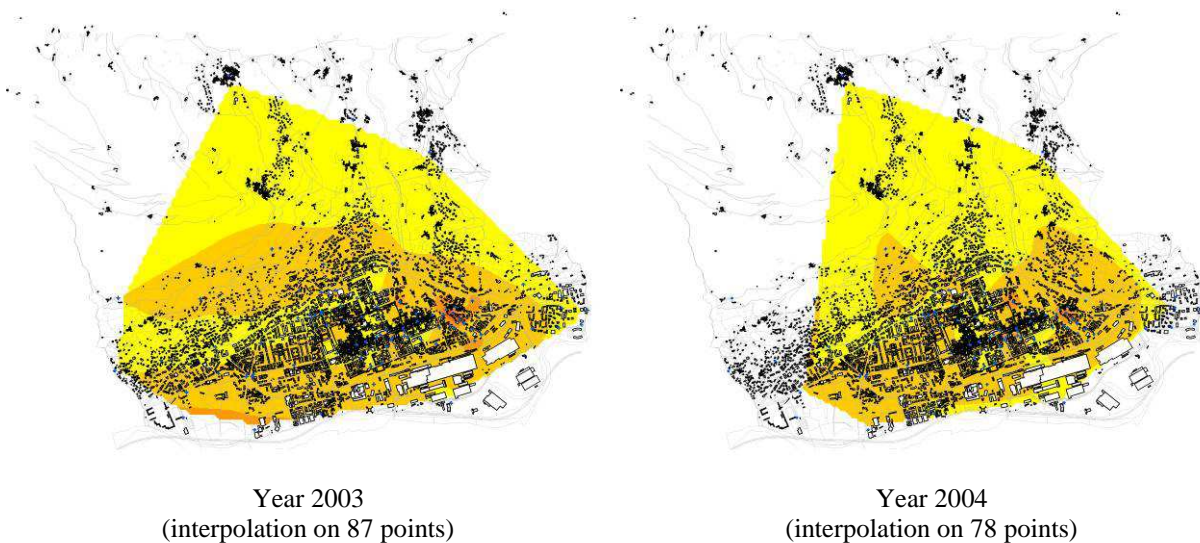 Year 2003
(interpolation on 87 points)
Year 2004
(interpolation on 78 points)